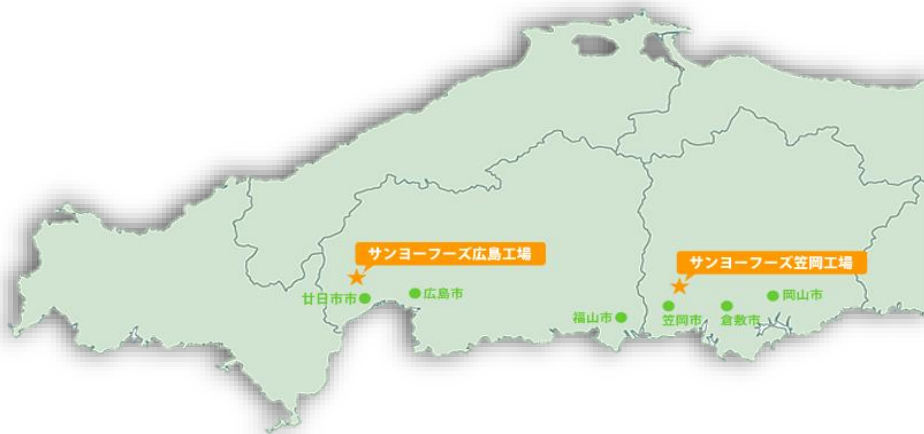 サンヨーフーズ広島工場
サンヨーフーズ笠岡工場
廿日市市
広島市
岡山市
福山市
笠岡市
倉敷市